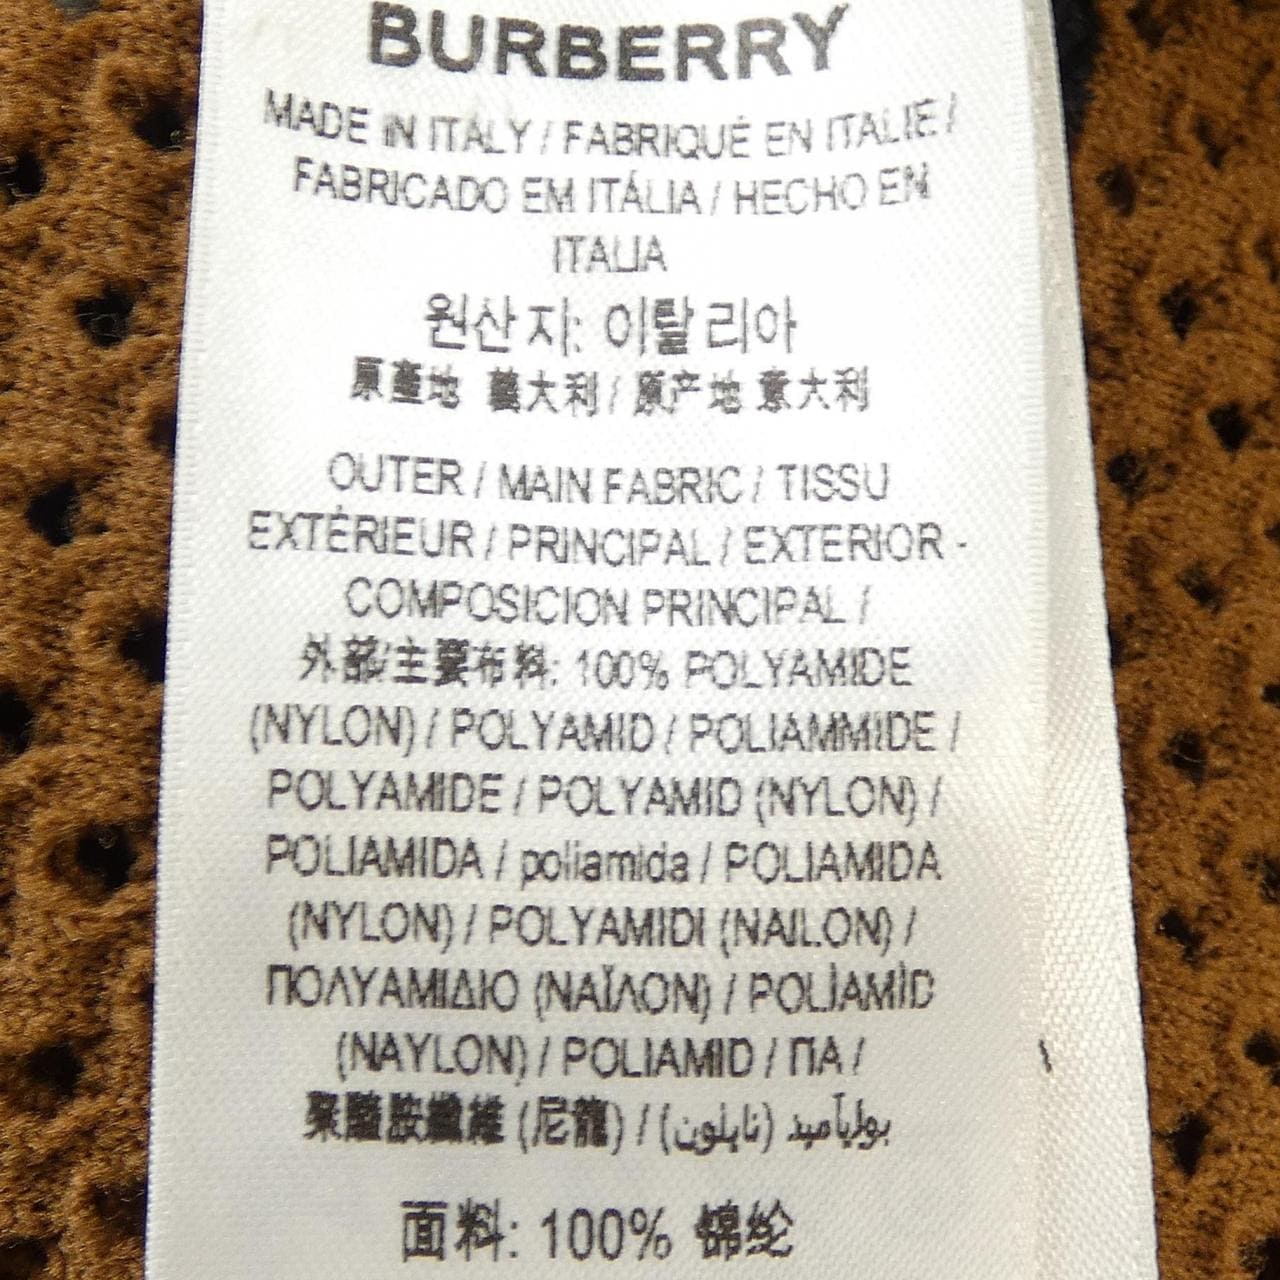 BURBERRY
MADE IN ITALY / FABRIQUÉ EN ITALIE /
FABRICADO EM ITÁLIA / HECHO EN
ITALIA
원산지: 이탈리아
原產地 義大利 / 原产地 意大利
OUTER / MAIN FABRIC / TISSU
EXTÉRIEUR / PRINCIPAL / EXTERIOR -
COMPOSICION PRINCIPAL /
外部/主要布料: 100% POLYAMIDE
(NYLON) / POLYAMID / POLIAMMIDE /
POLYAMIDE / POLYAMID (NYLON) /
POLIAMIDA / poliamida / POLIAMIDA
(NYLON) / POLYAMIDI (NAILON) /
ΠΟΛΥΑΜΙΔΙΟ (ΝΑΪΛΟΝ) / POLİAMİD
(NAYLON) / POLIAMID / ПА /
聚醯胺纖維 (尼龍) / بولياميد (نايلون)
面料: 100% 锦纶